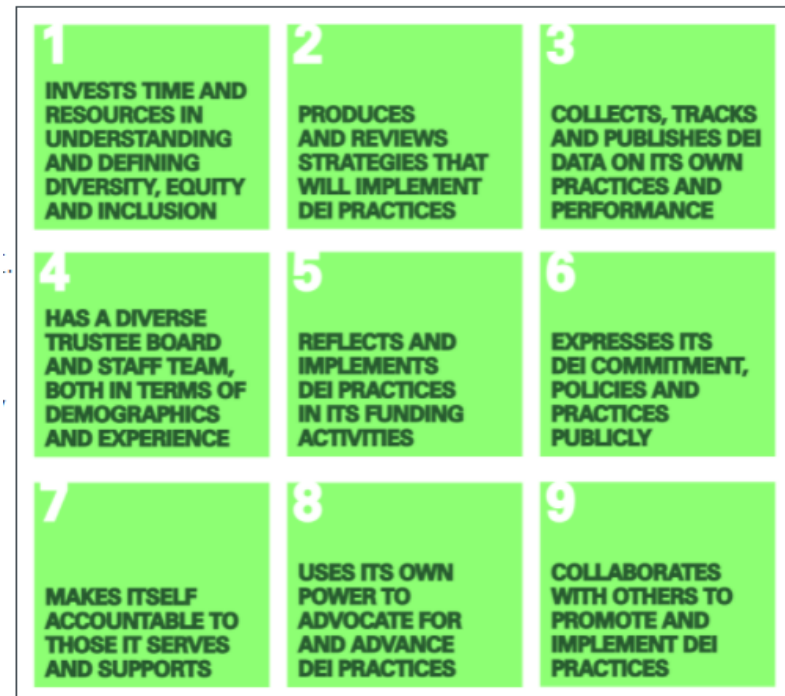 1
INVESTS TIME AND
RESOURCES IN
UNDERSTANDING
AND DEFINING
DIVERSITY, EQUITY
AND INCLUSION
2
PRODUCES
AND REVIEWS
STRATEGIES THAT
WILL IMPLEMENT
DEI PRACTICES
3
COLLECTS, TRACKS
AND PUBLISHES DEI
DATA ON ITS OWN
PRACTICES AND
PERFORMANCE
4
HAS A DIVERSE
TRUSTEE BOARD
AND STAFF TEAM,
BOTH IN TERMS OF
DEMOGRAPHICS
AND EXPERIENCE
5
REFLECTS AND
IMPLEMENTS
DEI PRACTICES
IN ITS FUNDING
ACTIVITIES
6
EXPRESSES ITS
DEI COMMITMENT,
POLICIES AND
PRACTICES
PUBLICLY
7
MAKES ITSELF
ACCOUNTABLE TO
THOSE IT SERVES
AND SUPPORTS
8
USES ITS OWN
POWER TO
ADVOCATE FOR
AND ADVANCE
DEI PRACTICES
9
COLLABORATES
WITH OTHERS TO
PROMOTE AND
IMPLEMENT DEI
PRACTICES